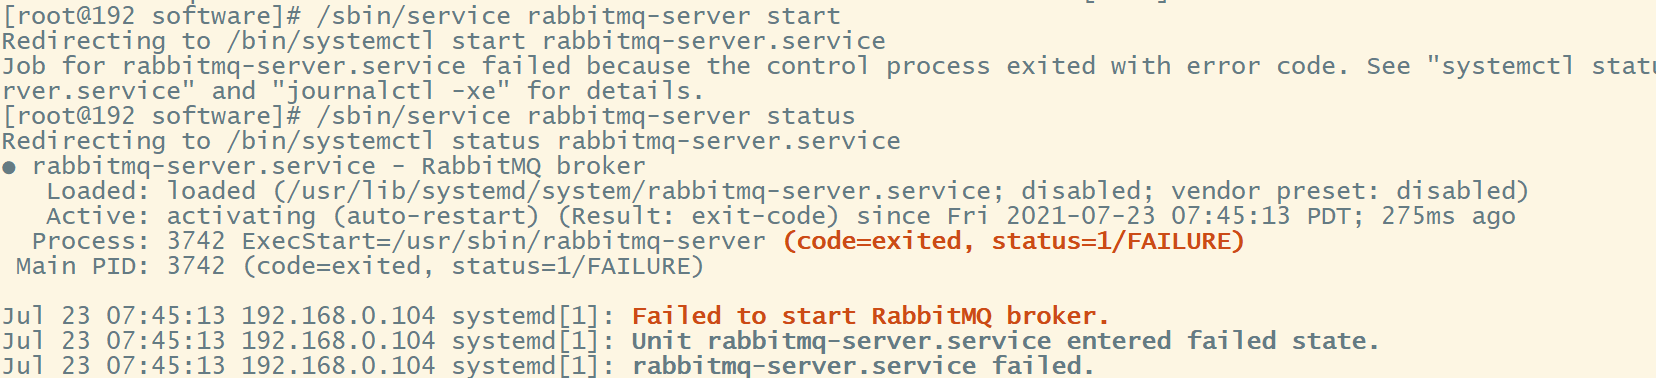 [root@192 software]# /sbin/service rabbitmq-server start
Redirecting to /bin/systemctl start rabbitmq-server.service
Job for rabbitmq-server.service failed because the control process exited with error code. See "systemctl statu
rver.service" and "journalctl -xe" for details.
[root@192 software]# /sbin/service rabbitmq-server status
Redirecting to /bin/systemctl status rabbitmq-server.service
● rabbitmq-server.service - RabbitMQ broker
   Loaded: loaded (/usr/lib/systemd/system/rabbitmq-server.service; disabled; vendor preset: disabled)
   Active: activating (auto-restart) (Result: exit-code) since Fri 2021-07-23 07:45:13 PDT; 275ms ago
  Process: 3742 ExecStart=/usr/sbin/rabbitmq-server (code=exited, status=1/FAILURE)
 Main PID: 3742 (code=exited, status=1/FAILURE)

Jul 23 07:45:13 192.168.0.104 systemd[1]: Failed to start RabbitMQ broker.
Jul 23 07:45:13 192.168.0.104 systemd[1]: Unit rabbitmq-server.service entered failed state.
Jul 23 07:45:13 192.168.0.104 systemd[1]: rabbitmq-server.service failed.